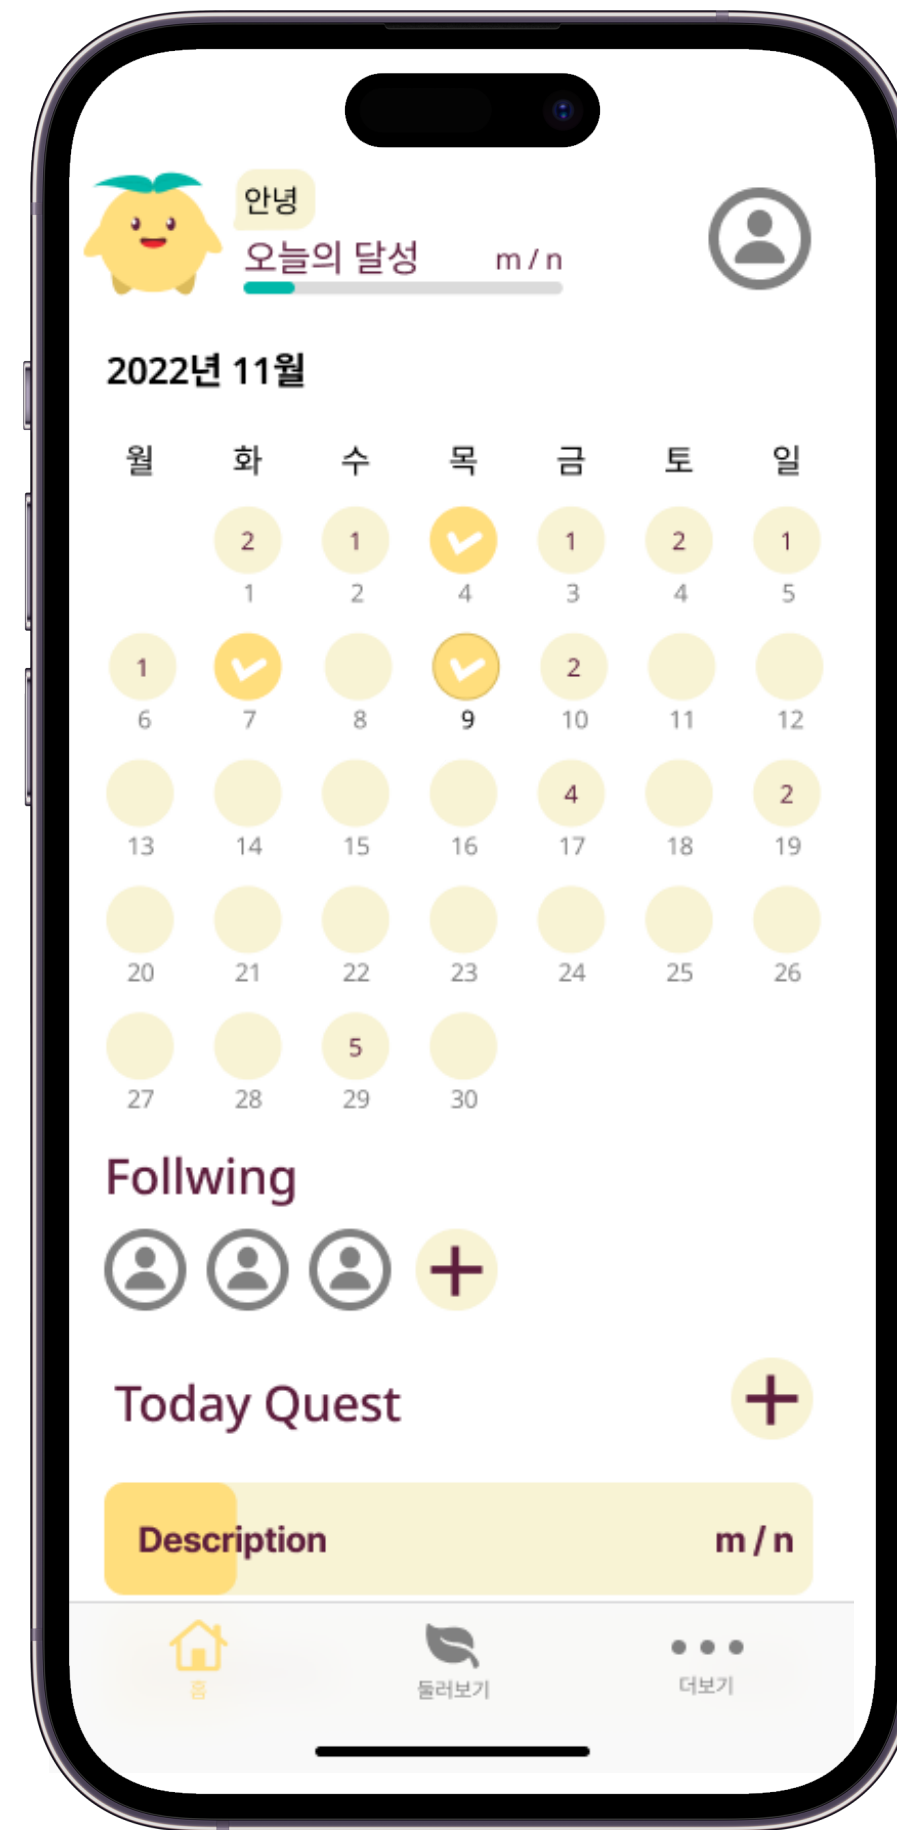 안녕
오늘의 달성 m / n
2022년 11월
월 화 수 목 금 토 일
2 1 1 2 1
1 2 4 3 4 5
1 2
6 7 8 9 10 11 12
4 2
13 14 15 16 17 18 19
20 21 22 23 24 25 26
5
27 28 29 30
Follwing
Today Quest
Description m / n
홈 둘러보기 더보기